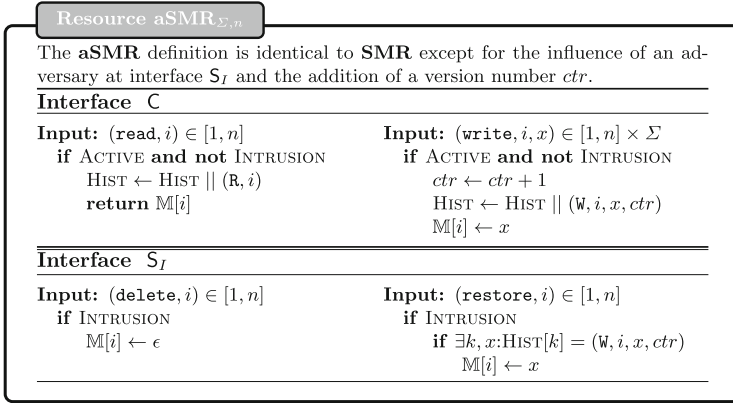 Resource aSMR_{Σ,n}
The aSMR definition is identical to SMR except for the influence of an ad-
versary at interface S_I and the addition of a version number ctr.
Interface C
Input: (read, i) ∈ [1, n]
if ACTIVE and not INTRUSION
HIST ← HIST || (R, i)
return 𝕄[i]
Input: (write, i, x) ∈ [1, n] × Σ
if ACTIVE and not INTRUSION
ctr ← ctr + 1
HIST ← HIST || (W, i, x, ctr)
𝕄[i] ← x
Interface S_I
Input: (delete, i) ∈ [1, n]
if INTRUSION
𝕄[i] ← ϵ
Input: (restore, i) ∈ [1, n]
if INTRUSION
if ∃k, x:HIST[k] = (W, i, x, ctr)
𝕄[i] ← x